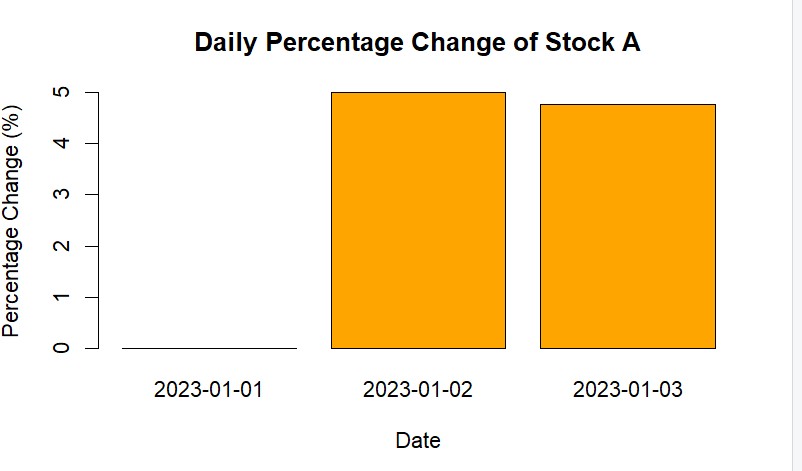 Daily Percentage Change of Stock A
Percentage Change (%)
5
4
3
2
1
0
2023-01-01 2023-01-02 2023-01-03
Date